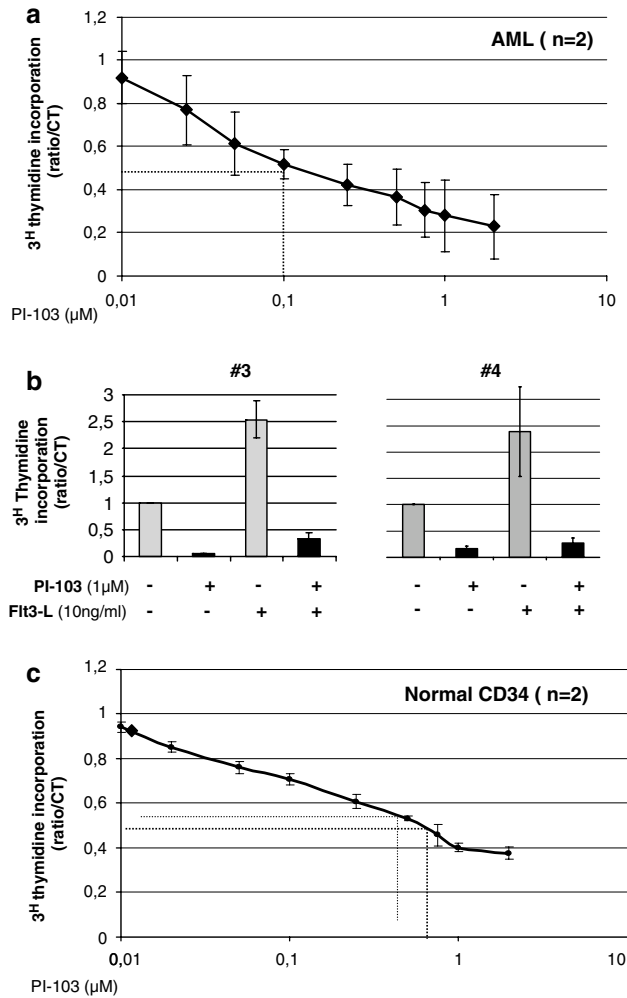 a
AML ( n=2)
3H thymidine incorporation
(ratio/CT)
1,2
1
0,8
0,6
0,4
0,2
0
0,01
0,1
1
10
PI-103 (µM)
b
#3
#4
3H Thymidine
incorporation
(ratio/CT)
3
2,5
2
1,5
1
0,5
0
PI-103 (1µM) - + - + - + - +
Flt3-L (10ng/ml) - - + + - - + +
c
Normal CD34 ( n=2)
3H thymidine incorporation
(ratio/CT)
1,2
1
0,8
0,6
0,4
0,2
0
0,01
0,1
1
10
PI-103 (µM)